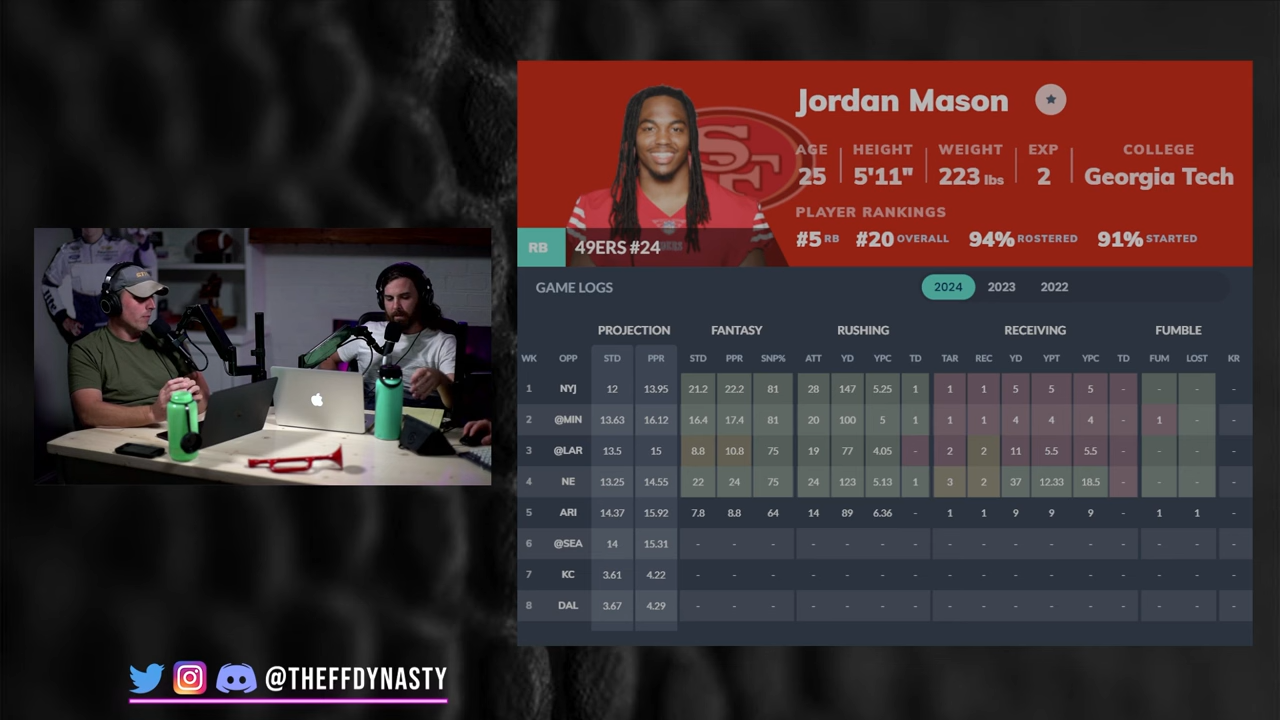 Jordan Mason
AGE HEIGHT WEIGHT EXP COLLEGE
25 5'11" 223 lbs 2 Georgia Tech
PLAYER RANKINGS
#5 RB #20 OVERALL 94% ROSTERED 91% STARTED
RB 49ERS #24
GAME LOGS 2024 2023 2022
PROJECTION FANTASY RUSHING RECEIVING FUMBLE
WK OPP STD PPR STD PPR SNP% ATT YD YPC TD TAR REC YD YPT YPC TD FUM LOST KR
1 NYJ 12 13.95 21.2 22.2 81 28 147 5.25 1 1 1 5 5 5 - - - -
2 @MIN 13.63 16.12 16.4 17.4 81 20 100 5 1 1 1 4 4 4 - 1 - -
3 @LAR 13.5 15 8.8 10.8 75 19 77 4.05 - 2 2 11 5.5 5.5 - - - -
4 NE 13.25 14.55 22 24 75 24 123 5.13 1 3 2 37 12.33 18.5 - - - -
5 ARI 14.37 15.92 7.8 8.8 64 14 89 6.36 - 1 1 9 9 9 - 1 1 -
6 @SEA 14 15.31 - - - - - - - - - - - - - - - -
7 KC 3.61 4.22 - - - - - - - - - - - - - - - -
8 DAL 3.67 4.29 - - - - - - - - - - - - - - - -
@THEFFDYNASTY